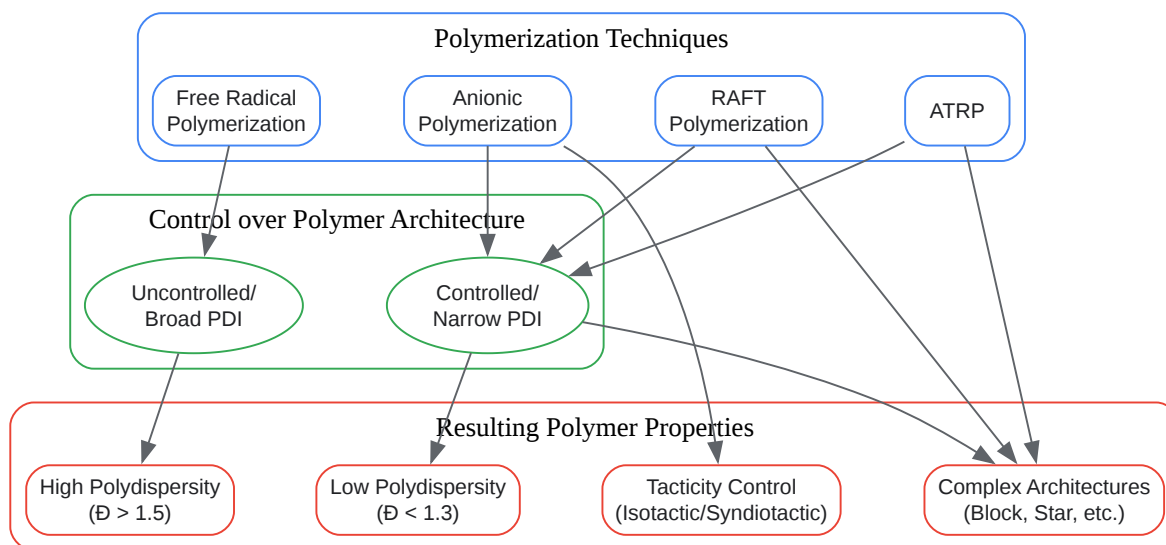 Polymerization Techniques
Free Radical
Polymerization
Anionic
Polymerization
RAFT
Polymerization
ATRP
Control over Polymer Architecture
Uncontrolled/
Broad PDI
Controlled/
Narrow PDI
Resulting Polymer Properties
High Polydispersity
(Đ > 1.5)
Low Polydispersity
(Đ < 1.3)
Tacticity Control
(Isotactic/Syndiotactic)
Complex Architectures
(Block, Star, etc.)